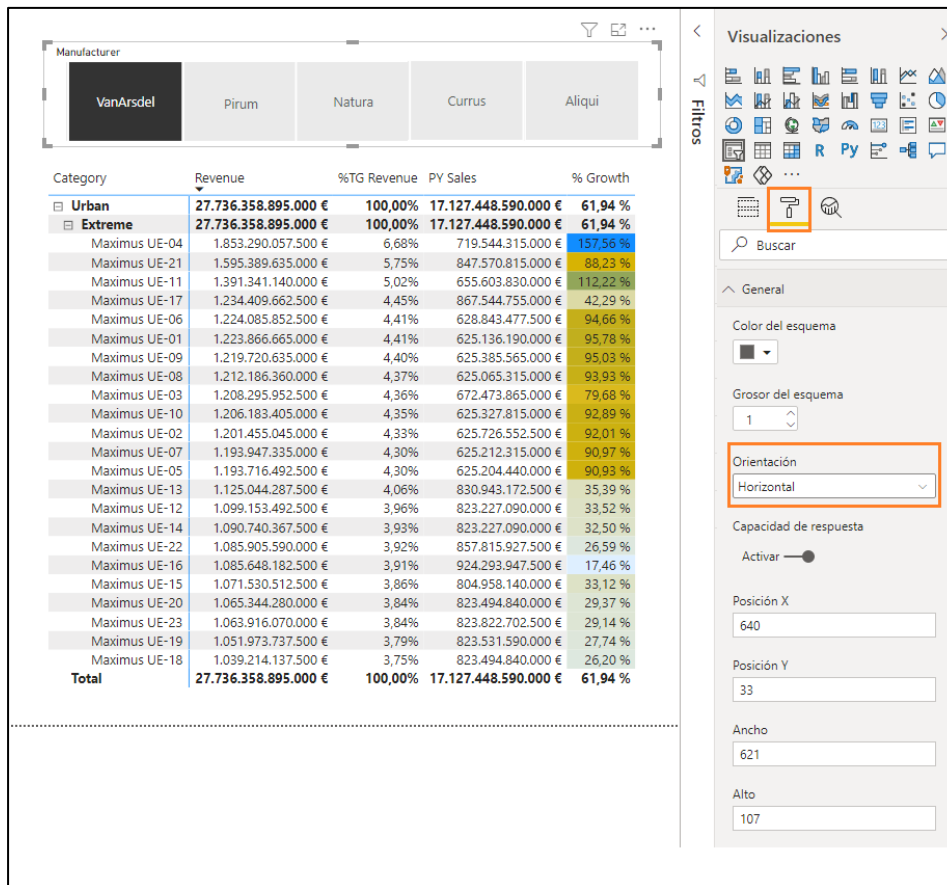 Manufacturer
VanArsdel Pirum Natura Currus Aliqui
Category Revenue %TG Revenue PY Sales % Growth
Urban 27.736.358.895.000 € 100,00% 17.127.448.590.000 € 61,94 %
Extreme 27.736.358.895.000 € 100,00% 17.127.448.590.000 € 61,94 %
Maximus UE-04 1.853.290.057.500 € 6,68% 719.544.315.000 € 157,56 %
Maximus UE-21 1.595.389.635.000 € 5,75% 847.570.815.000 € 88,23 %
Maximus UE-11 1.391.341.140.000 € 5,02% 655.603.830.000 € 112,22 %
Maximus UE-17 1.234.409.662.500 € 4,45% 867.544.755.000 € 42,29 %
Maximus UE-06 1.224.085.852.500 € 4,41% 628.843.477.500 € 94,66 %
Maximus UE-01 1.223.866.665.000 € 4,41% 625.136.190.000 € 95,78 %
Maximus UE-09 1.219.720.635.000 € 4,40% 625.385.565.000 € 95,03 %
Maximus UE-08 1.212.186.360.000 € 4,37% 625.065.315.000 € 93,93 %
Maximus UE-03 1.208.295.952.500 € 4,36% 672.473.865.000 € 79,68 %
Maximus UE-10 1.206.183.405.000 € 4,35% 625.327.815.000 € 92,89 %
Maximus UE-02 1.201.455.045.000 € 4,33% 625.726.552.500 € 92,01 %
Maximus UE-07 1.193.947.335.000 € 4,30% 625.212.315.000 € 90,97 %
Maximus UE-05 1.193.716.492.500 € 4,30% 625.204.440.000 € 90,93 %
Maximus UE-13 1.125.044.287.500 € 4,06% 830.943.172.500 € 35,39 %
Maximus UE-12 1.099.153.492.500 € 3,96% 823.227.090.000 € 33,52 %
Maximus UE-14 1.090.740.367.500 € 3,93% 823.227.090.000 € 32,50 %
Maximus UE-22 1.085.905.590.000 € 3,92% 857.815.927.500 € 26,59 %
Maximus UE-16 1.085.648.182.500 € 3,91% 924.293.947.500 € 17,46 %
Maximus UE-15 1.071.530.512.500 € 3,86% 804.958.140.000 € 33,12 %
Maximus UE-20 1.065.344.280.000 € 3,84% 823.494.840.000 € 29,37 %
Maximus UE-23 1.063.916.070.000 € 3,84% 823.822.702.500 € 29,14 %
Maximus UE-19 1.051.973.737.500 € 3,79% 823.531.590.000 € 27,74 %
Maximus UE-18 1.039.214.137.500 € 3,75% 823.494.840.000 € 26,20 %
Total 27.736.358.895.000 € 100,00% 17.127.448.590.000 € 61,94 %
Filtros
Visualizaciones
123
R Py
Buscar
General
Color del esquema
Grosor del esquema
1
Orientación
Horizontal
Capacidad de respuesta
Activar
Posición X
640
Posición Y
33
Ancho
621
Alto
107